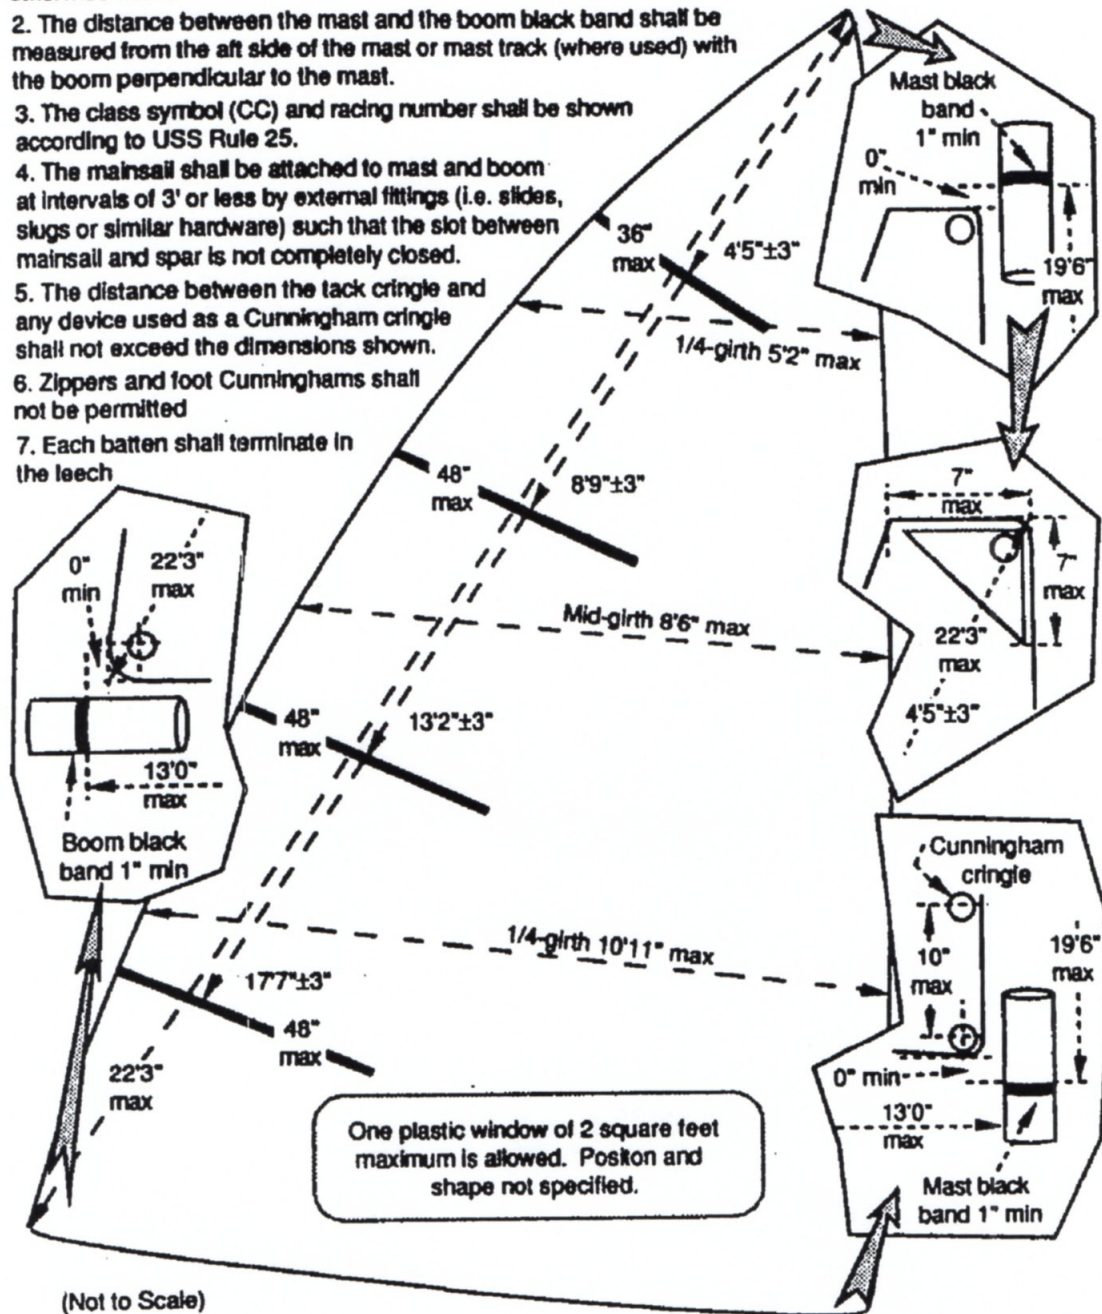 2. The distance between the mast and the boom black band shall be
measured from the aft side of the mast or mast track (where used) with
the boom perpendicular to the mast.
3. The class symbol (CC) and racing number shall be shown
according to USS Rule 25.
4. The mainsail shall be attached to mast and boom
at intervals of 3' or less by external fittings (i.e. slides,
slugs or similar hardware) such that the slot between
mainsail and spar is not completely closed.
5. The distance between the tack cringle and
any device used as a Cunningham cringle
shall not exceed the dimensions shown.
6. Zippers and foot Cunninghams shall
not be permitted
7. Each batten shall terminate in
the leech
Mast black
band
1" min
0"
min
19'6"
max
36"
max
4'5"±3"
1/4-girth 5'2" max
48"
max
8'9"±3"
7"
max
7"
max
22'3"
max
4'5"±3"
0"
min
22'3"
max
13'0"
max
Boom black
band 1" min
Mid-girth 8'6" max
48"
max
13'2"±3"
1/4-girth 10'11" max
17'7"±3"
48"
max
22'3"
max
Cunningham
cringle
10"
max
19'6"
max
0" min
13'0"
max
Mast black
band 1" min
One plastic window of 2 square feet
maximum is allowed. Positon and
shape not specified.
(Not to Scale)